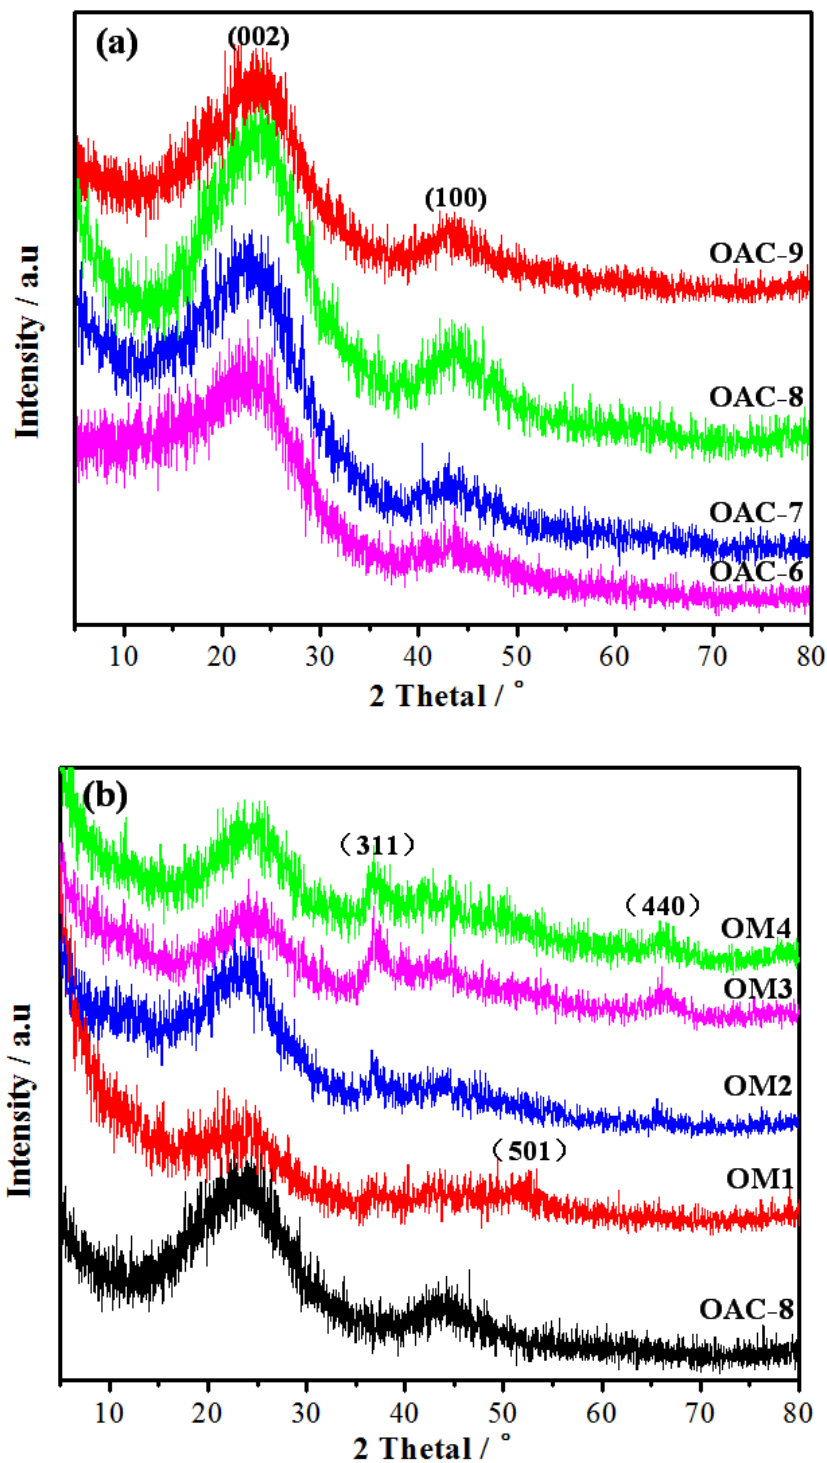 (a)
(002)
(100)
OAC-9
OAC-8
OAC-7
OAC-6
Intensity / a.u
10 20 30 40 50 60 70 80
2 Thetal / °
(b)
（311）
（440）
OM4
OM3
OM2
（501）
OM1
OAC-8
Intensity / a.u
10 20 30 40 50 60 70 80
2 Thetal / °